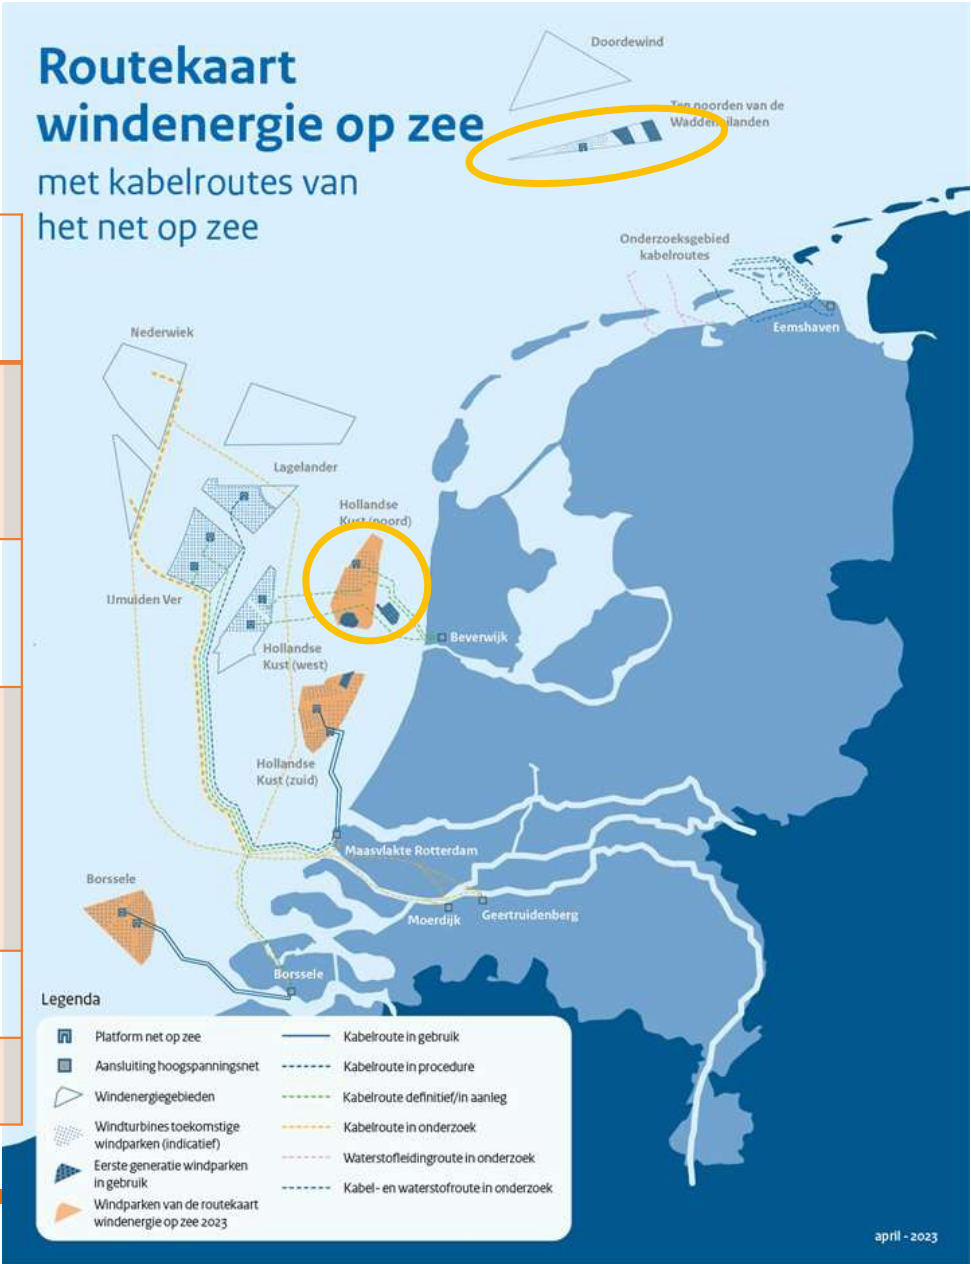 Routekaart
windenergie op zee
met kabelroutes van
het net op zee
Doordewind
Ten noorden van de
Waddeneilanden
Onderzoeksgebied
kabelroutes
Eemshaven
Nederwiek
Lagelander
Hollandse
Kust (noord)
IJmuiden Ver
Beverwijk
Hollandse
Kust (west)
Hollandse
Kust (zuid)
Maasvlakte Rotterdam
Borssele
Moerdijk
Geertruidenberg
Borssele
Legenda
Platform net op zee
Aansluiting hoogspanningsnet
Windenergiegebieden
Windturbines toekomstige
windparken (indicatief)
Eerste generatie windparken
in gebruik
Windparken van de routekaart
windenergie op zee 2023
Kabelroute in gebruik
Kabelroute in procedure
Kabelroute definitief/in aanleg
Kabelroute in onderzoek
Waterstofleidingroute in onderzoek
Kabel- en waterstofroute in onderzoek
april - 2023